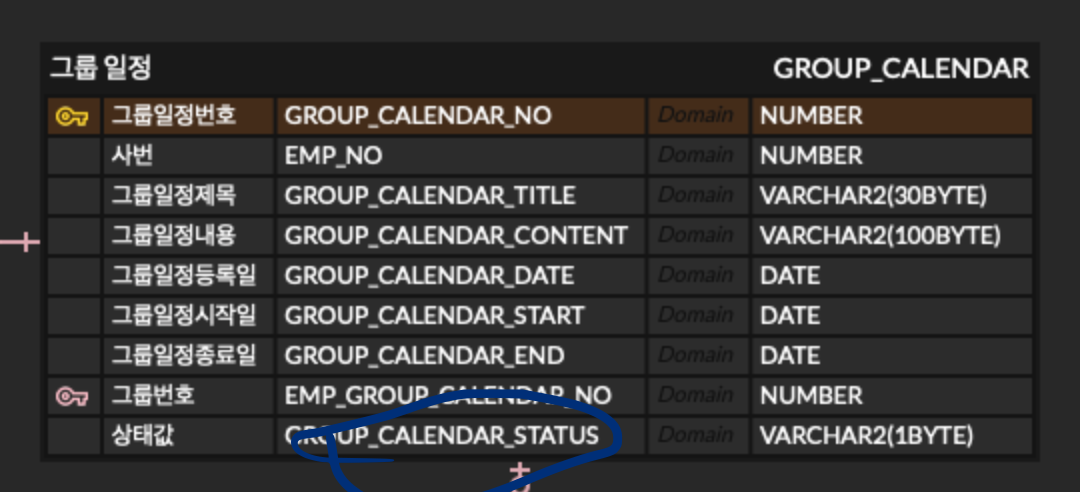 그룹 일정 GROUP_CALENDAR
그룹일정번호 GROUP_CALENDAR_NO Domain NUMBER
사번 EMP_NO Domain NUMBER
그룹일정제목 GROUP_CALENDAR_TITLE Domain VARCHAR2(30BYTE)
그룹일정내용 GROUP_CALENDAR_CONTENT Domain VARCHAR2(100BYTE)
그룹일정등록일 GROUP_CALENDAR_DATE Domain DATE
그룹일정시작일 GROUP_CALENDAR_START Domain DATE
그룹일정종료일 GROUP_CALENDAR_END Domain DATE
그룹번호 EMP_GROUP_CALENDAR_NO Domain NUMBER
상태값 GROUP_CALENDAR_STATUS Domain VARCHAR2(1BYTE)